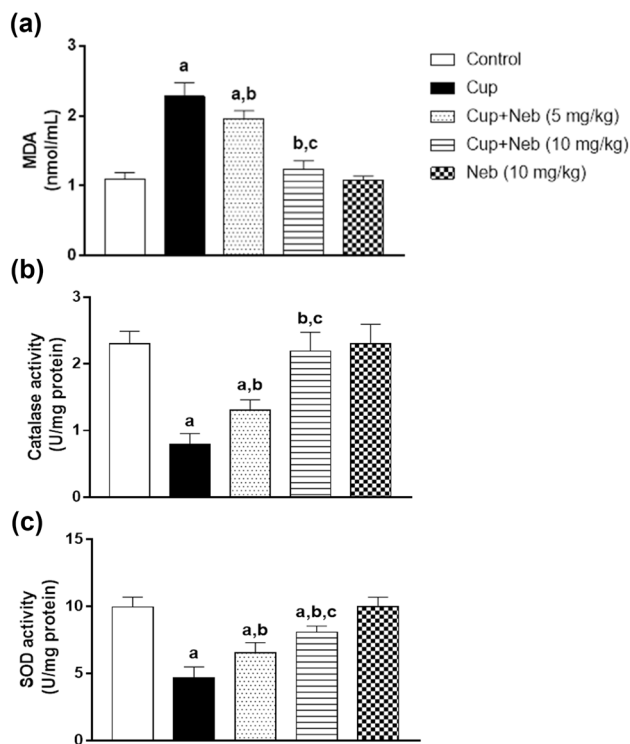 (a)
3
2
1
0
MDA
(nmol/mL)
a
a,b
b,c
Control
Cup
Cup+Neb (5 mg/kg)
Cup+Neb (10 mg/kg)
Neb (10 mg/kg)
(b)
3
2
1
0
Catalase activity
(U/mg protein)
a
a,b
b,c
(c)
15
10
5
0
SOD activity
(U/mg protein)
a
a,b
a,b,c